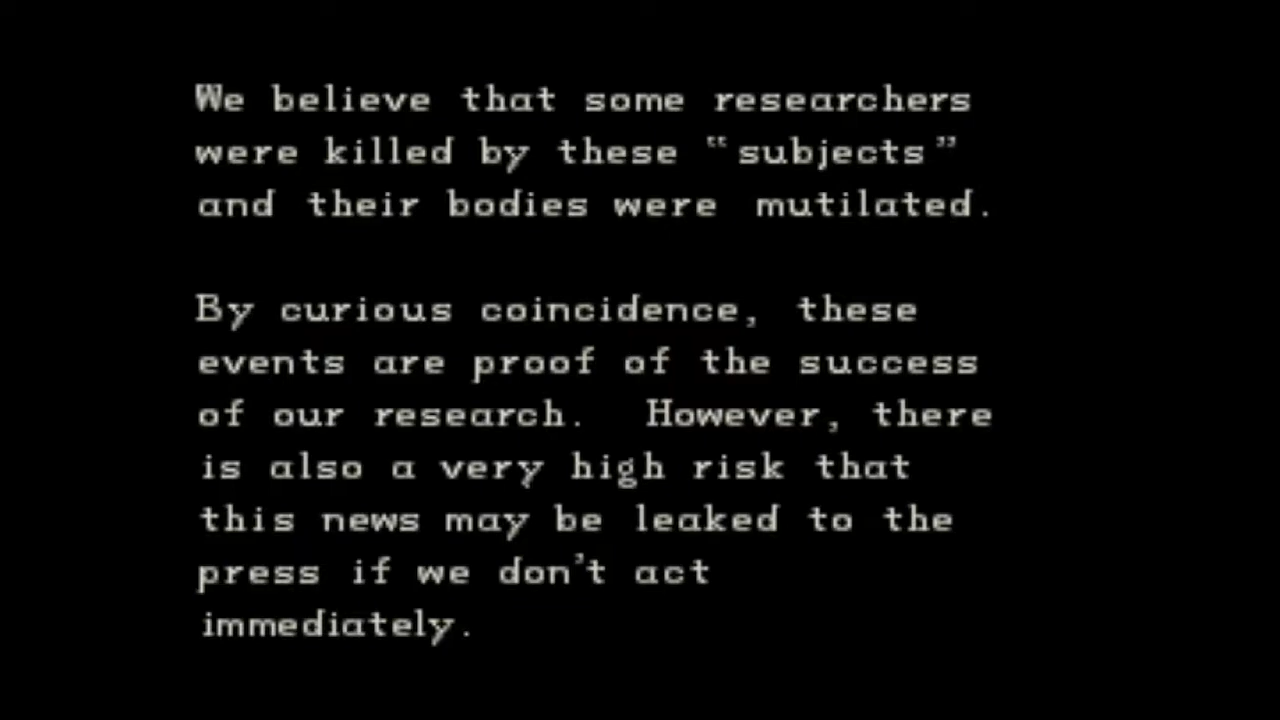 We believe that some researchers
were killed by these “subjects”
and their bodies were mutilated.
By curious coincidence, these
events are proof of the success
of our research. However, there
is also a very high risk that
this news may be leaked to the
press if we don't act
immediately.